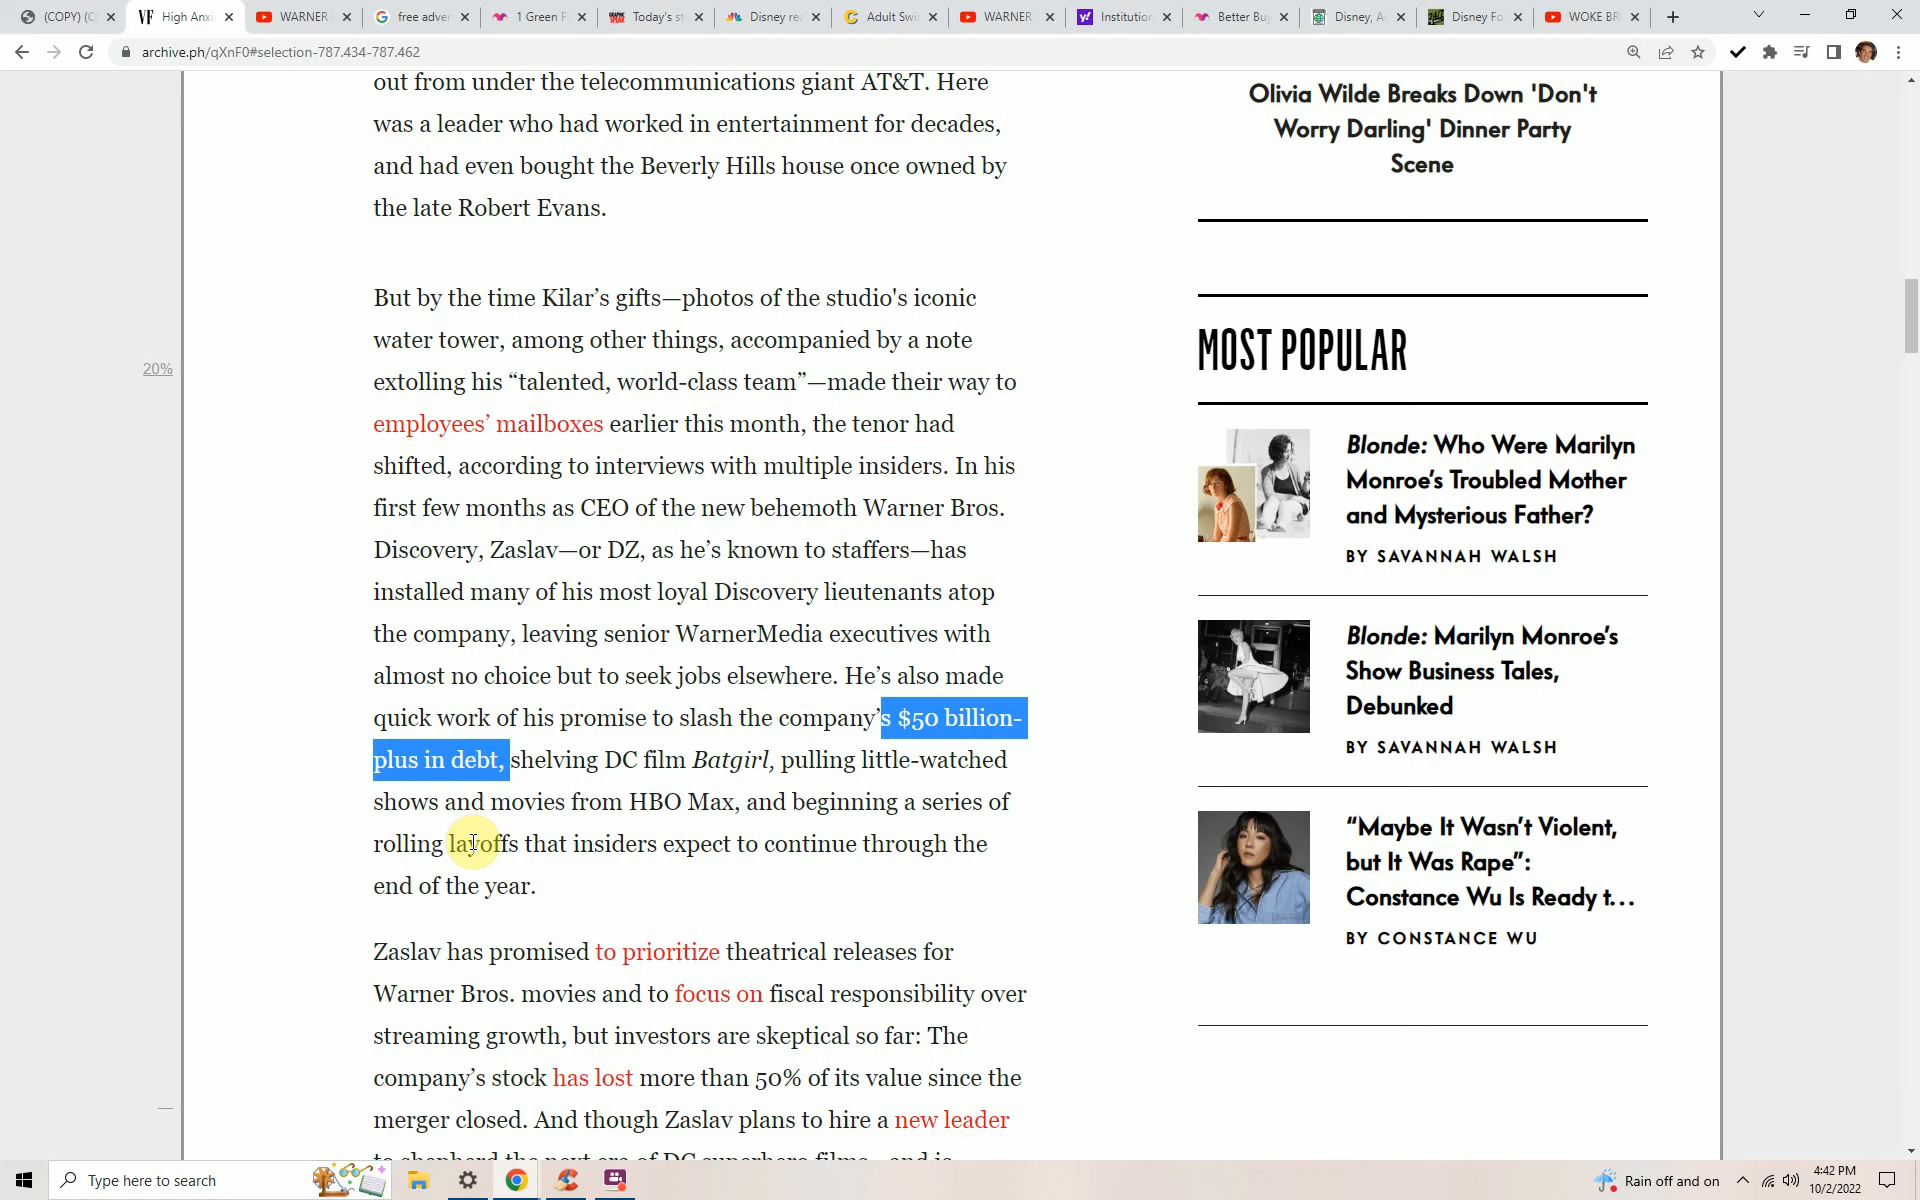 (COPY) (C
High Anxi
WARNER
free adver
1 Green F
Today's st
Disney rea
Adult Swi
WARNER
Institution
Better Bu
Disney, A
Disney Fo
WOKE BR
archive.ph/qXnF0#selection-787.434-787.462
out from under the telecommunications giant AT&T. Here
was a leader who had worked in entertainment for decades,
and had even bought the Beverly Hills house once owned by
the late Robert Evans.
20%
But by the time Kilar’s gifts—photos of the studio's iconic
water tower, among other things, accompanied by a note
extolling his “talented, world-class team”—made their way to
employees’ mailboxes earlier this month, the tenor had
shifted, according to interviews with multiple insiders. In his
first few months as CEO of the new behemoth Warner Bros.
Discovery, Zaslav—or DZ, as he’s known to staffers—has
installed many of his most loyal Discovery lieutenants atop
the company, leaving senior WarnerMedia executives with
almost no choice but to seek jobs elsewhere. He’s also made
quick work of his promise to slash the company’s $50 billion-
plus in debt, shelving DC film Batgirl, pulling little-watched
shows and movies from HBO Max, and beginning a series of
rolling layoffs that insiders expect to continue through the
end of the year.
Zaslav has promised to prioritize theatrical releases for
Warner Bros. movies and to focus on fiscal responsibility over
streaming growth, but investors are skeptical so far: The
company’s stock has lost more than 50% of its value since the
merger closed. And though Zaslav plans to hire a new leader
to shepherd the next era of DC superhero films—and is
Olivia Wilde Breaks Down 'Don't
Worry Darling' Dinner Party
Scene
MOST POPULAR
Blonde: Who Were Marilyn
Monroe’s Troubled Mother
and Mysterious Father?
BY SAVANNAH WALSH
Blonde: Marilyn Monroe’s
Show Business Tales,
Debunked
BY SAVANNAH WALSH
“Maybe It Wasn’t Violent,
but It Was Rape”:
Constance Wu Is Ready t…
BY CONSTANCE WU
Type here to search
Rain off and on
4:42 PM
10/2/2022